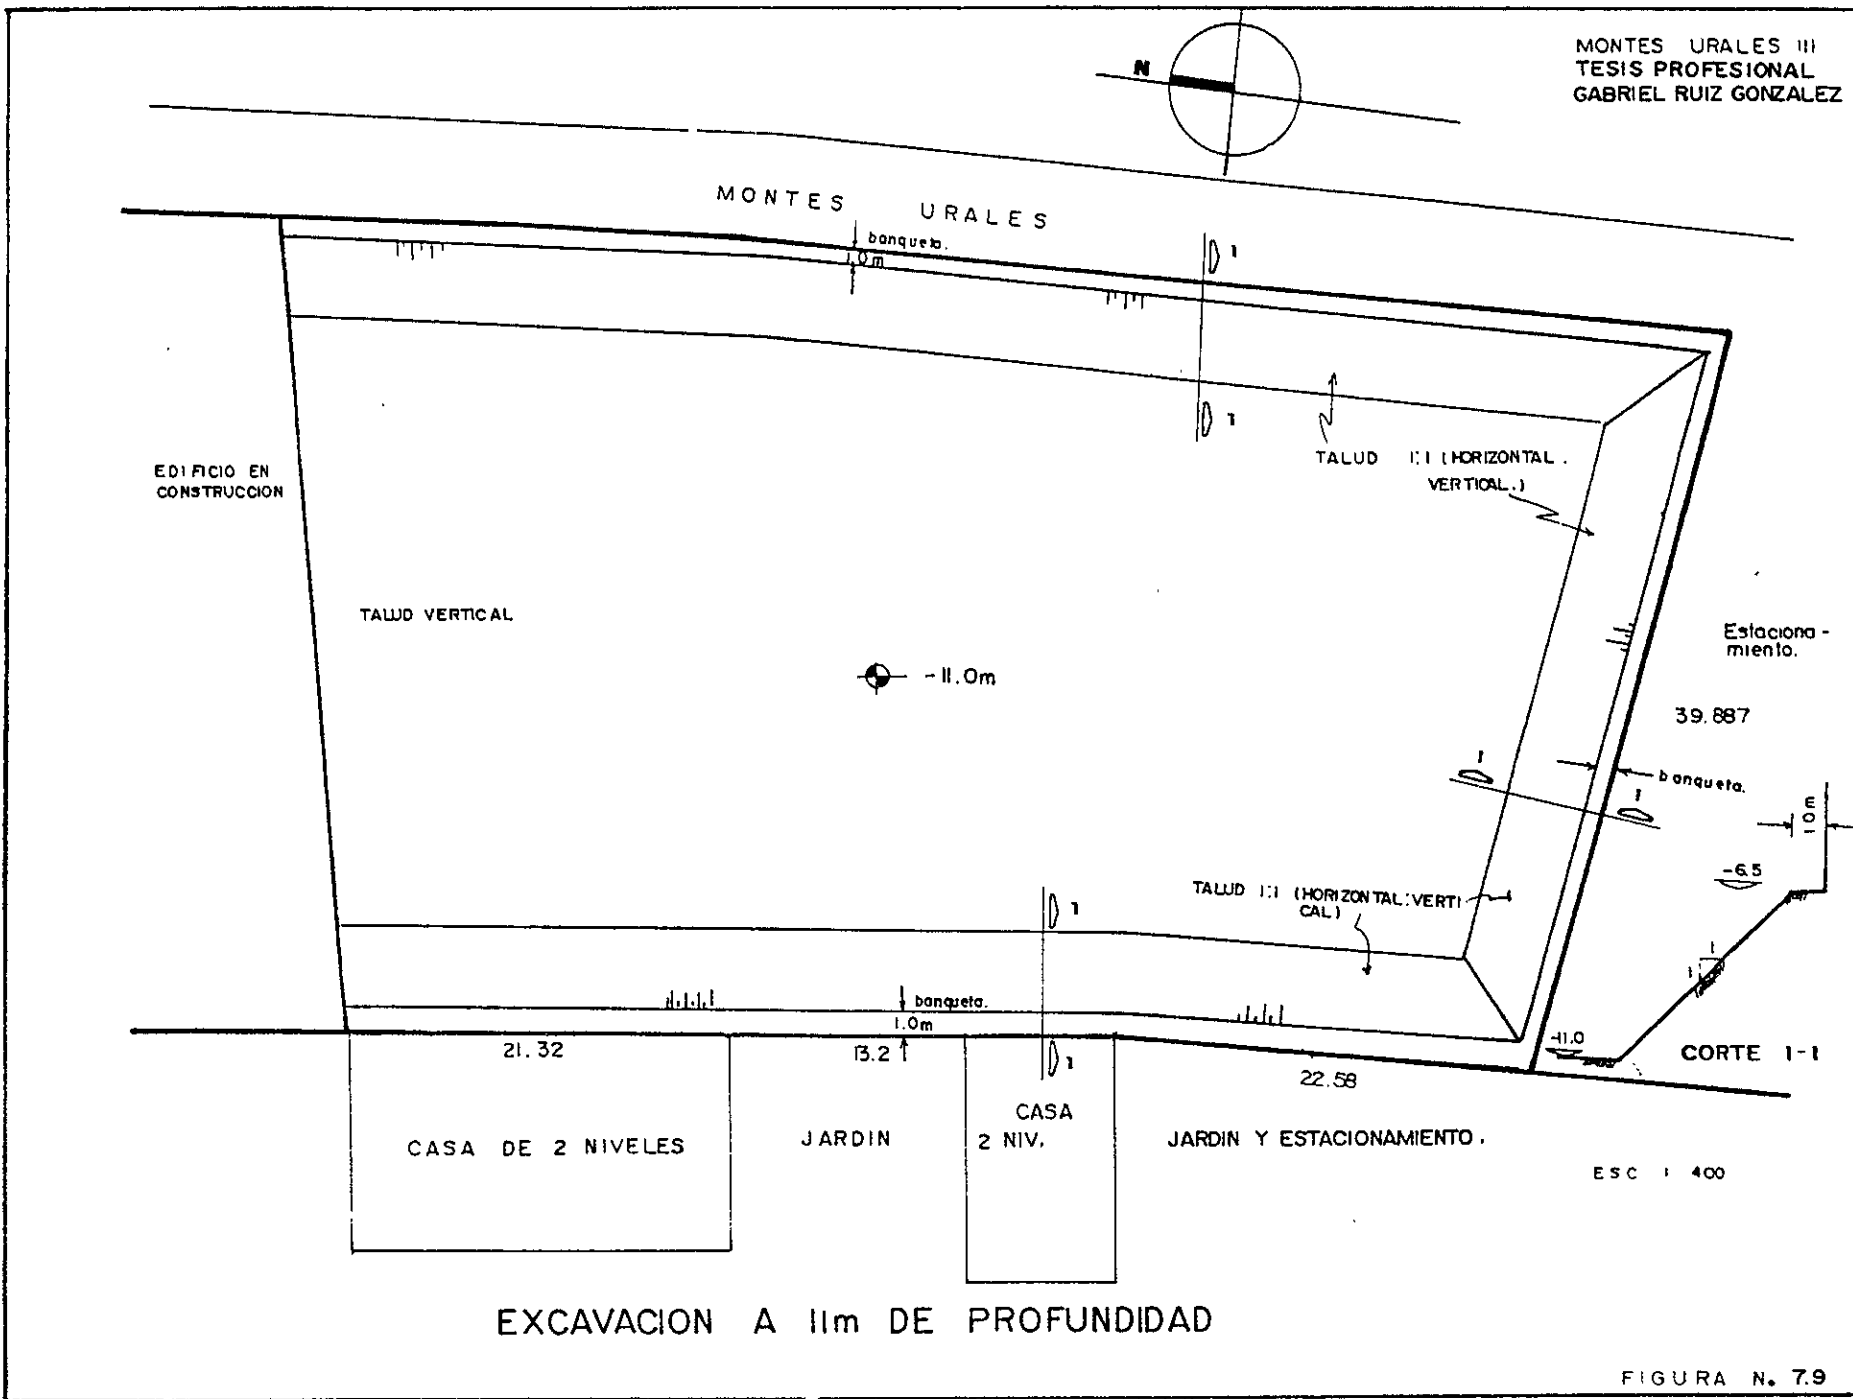 MONTES URALES III
TESIS PROFESIONAL
GABRIEL RUIZ GONZALEZ
N
MONTES URALES
banqueta.
1.0m
1
1
TALUD 1:1 (HORIZONTAL.
VERTICAL.)
EDIFICIO EN
CONSTRUCCION
TALUD VERTICAL
-11.0m
Estaciona-
miento.
39.887
1
1
banqueta.
-6.5
TALUD 1:1 (HORIZONTAL:VERTI
CAL)
1
1
1
banqueta.
1.0m
-11.0
CORTE 1-1
21.32
13.2
1
22.58
CASA DE 2 NIVELES
JARDIN
CASA
2 NIV.
JARDIN Y ESTACIONAMIENTO.
ESC 1 400
EXCAVACION A 11m DE PROFUNDIDAD
FIGURA No. 7.9